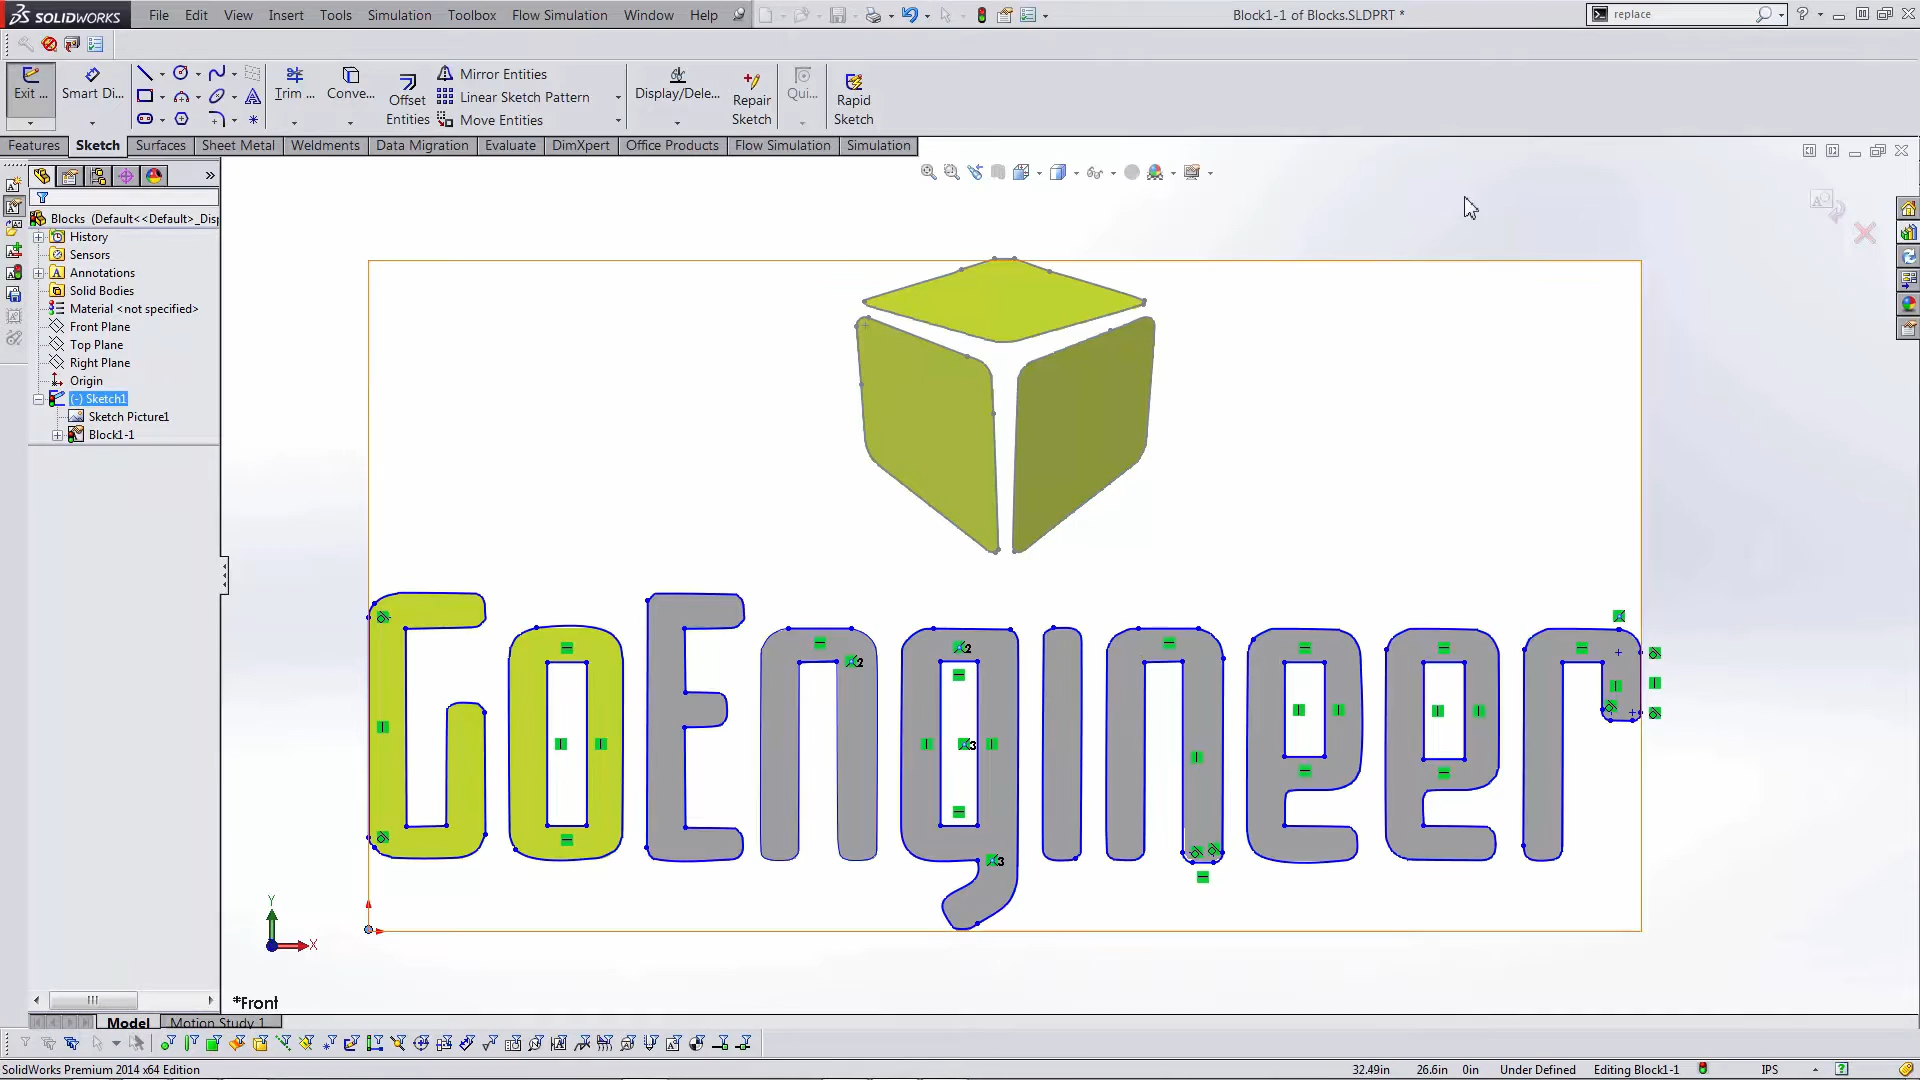 SOLIDWORKS File Edit View Insert Tools Simulation Toolbox Flow Simulation Window Help Block1-1 of Blocks.SLDPRT * replace
Exit ... Smart Di... Trim ... Conve... Offset Entities Mirror Entities Linear Sketch Pattern Move Entities Display/Dele... Repair Sketch Qui... Rapid Sketch
Features Sketch Surfaces Sheet Metal Weldments Data Migration Evaluate DimXpert Office Products Flow Simulation Simulation
Blocks (Default<<Default>_Disp
History
Sensors
Annotations
Solid Bodies
Material <not specified>
Front Plane
Top Plane
Right Plane
Origin
(-) Sketch1
Sketch Picture1
Block1-1
GoEngineer
2
2
3
3
Y
X
*Front
Model Motion Study 1
SolidWorks Premium 2014 x64 Edition 32.49in 26.6in 0in Under Defined Editing Block1-1 IPS